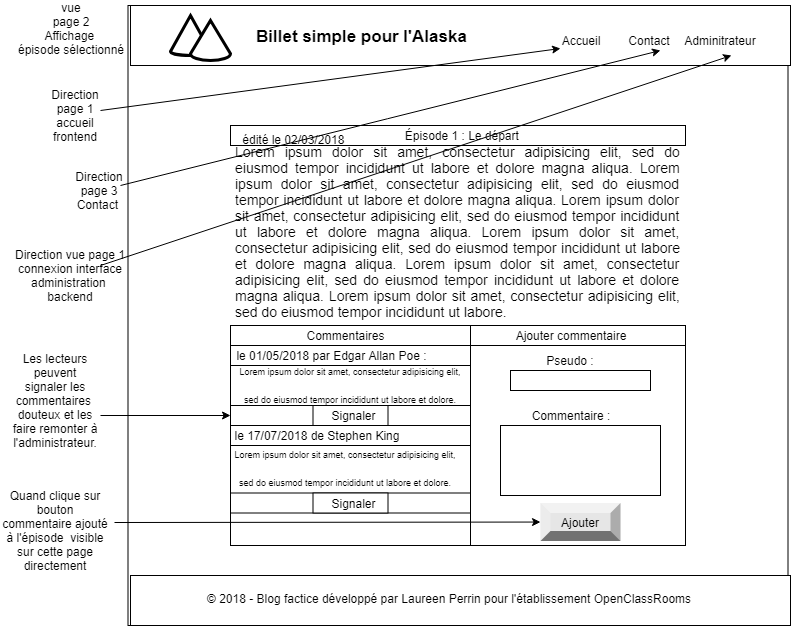 vue
page 2
Affichage
épisode sélectionné
Billet simple pour l'Alaska
Accueil
Contact
Adminitrateur
Direction
page 1
accueil
frontend
Direction
page 3
Contact
Direction vue page 1
connexion interface
administration
backend
édité le 02/03/2018
Épisode 1 : Le départ
Lorem ipsum dolor sit amet, consectetur adipisicing elit, sed do
eiusmod tempor incididunt ut labore et dolore magna aliqua. Lorem
ipsum dolor sit amet, consectetur adipisicing elit, sed do eiusmod
tempor incididunt ut labore et dolore magna aliqua. Lorem ipsum dolor
sit amet, consectetur adipisicing elit, sed do eiusmod tempor incididunt
ut labore et dolore magna aliqua. Lorem ipsum dolor sit amet,
consectetur adipisicing elit, sed do eiusmod tempor incididunt ut labore
et dolore magna aliqua. Lorem ipsum dolor sit amet, consectetur
adipisicing elit, sed do eiusmod tempor incididunt ut labore et dolore
magna aliqua. Lorem ipsum dolor sit amet, consectetur adipisicing elit,
sed do eiusmod tempor incididunt ut labore.
Commentaires
le 01/05/2018 par Edgar Allan Poe :
Lorem ipsum dolor sit amet, consectetur adipisicing elit,
sed do eiusmod tempor incididunt ut labore et dolore.
Signaler
le 17/07/2018 de Stephen King
Lorem ipsum dolor sit amet, consectetur adipisicing elit,
sed do eiusmod tempor incididunt ut labore et dolore.
Signaler
Ajouter commentaire
Pseudo :
Commentaire :
Ajouter
Les lecteurs
peuvent
signaler les
commentaires
douteux et les
faire remonter à
l'administrateur.
Quand clique sur
bouton
commentaire ajouté
à l'épisode visible
sur cette page
directement
© 2018 - Blog factice développé par Laureen Perrin pour l'établissement OpenClassRooms